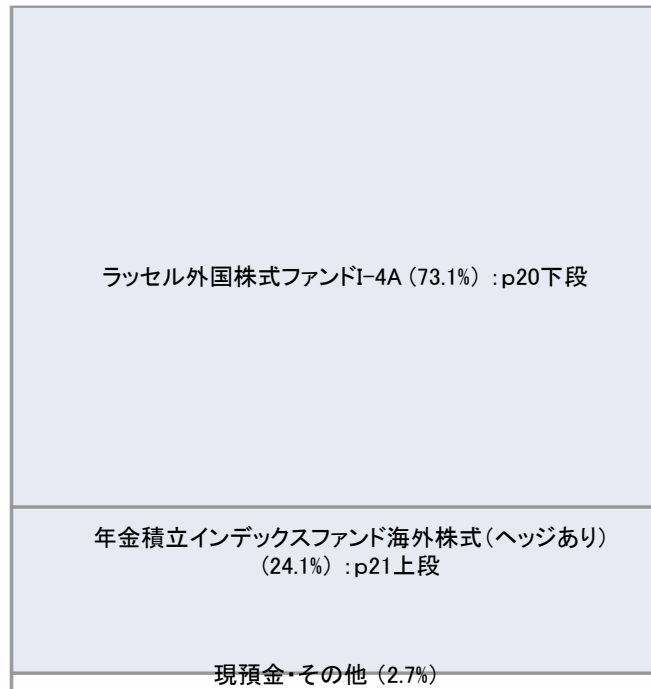 ラッセル外国株式ファンドI-4A (73.1%) :p20下段
年金積立インデックスファンド海外株式(ヘッジあり)
(24.1%) :p21上段
現預金・その他 (2.7%)